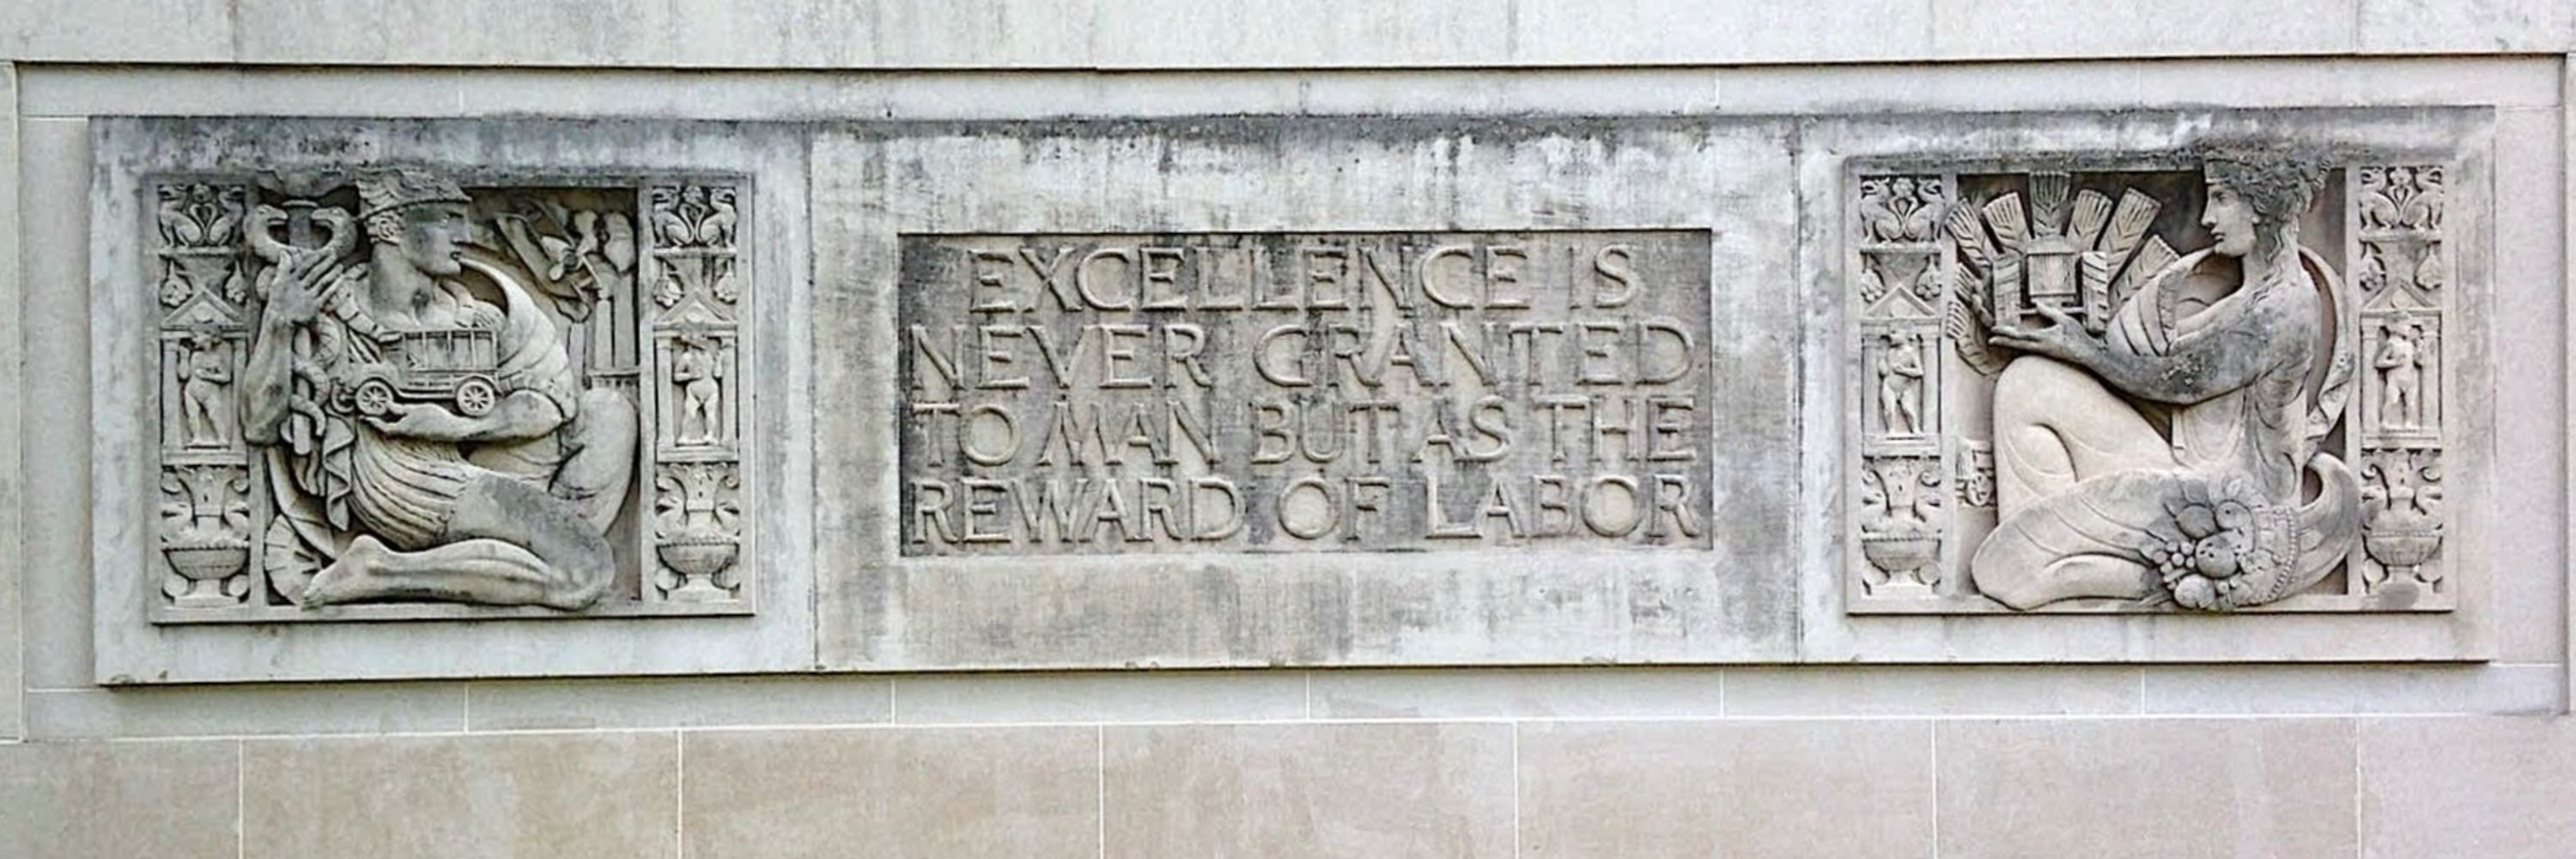 EXCELLENCE IS
NEVER GRANTED
TO MAN BUT AS THE
REWARD OF LABOR